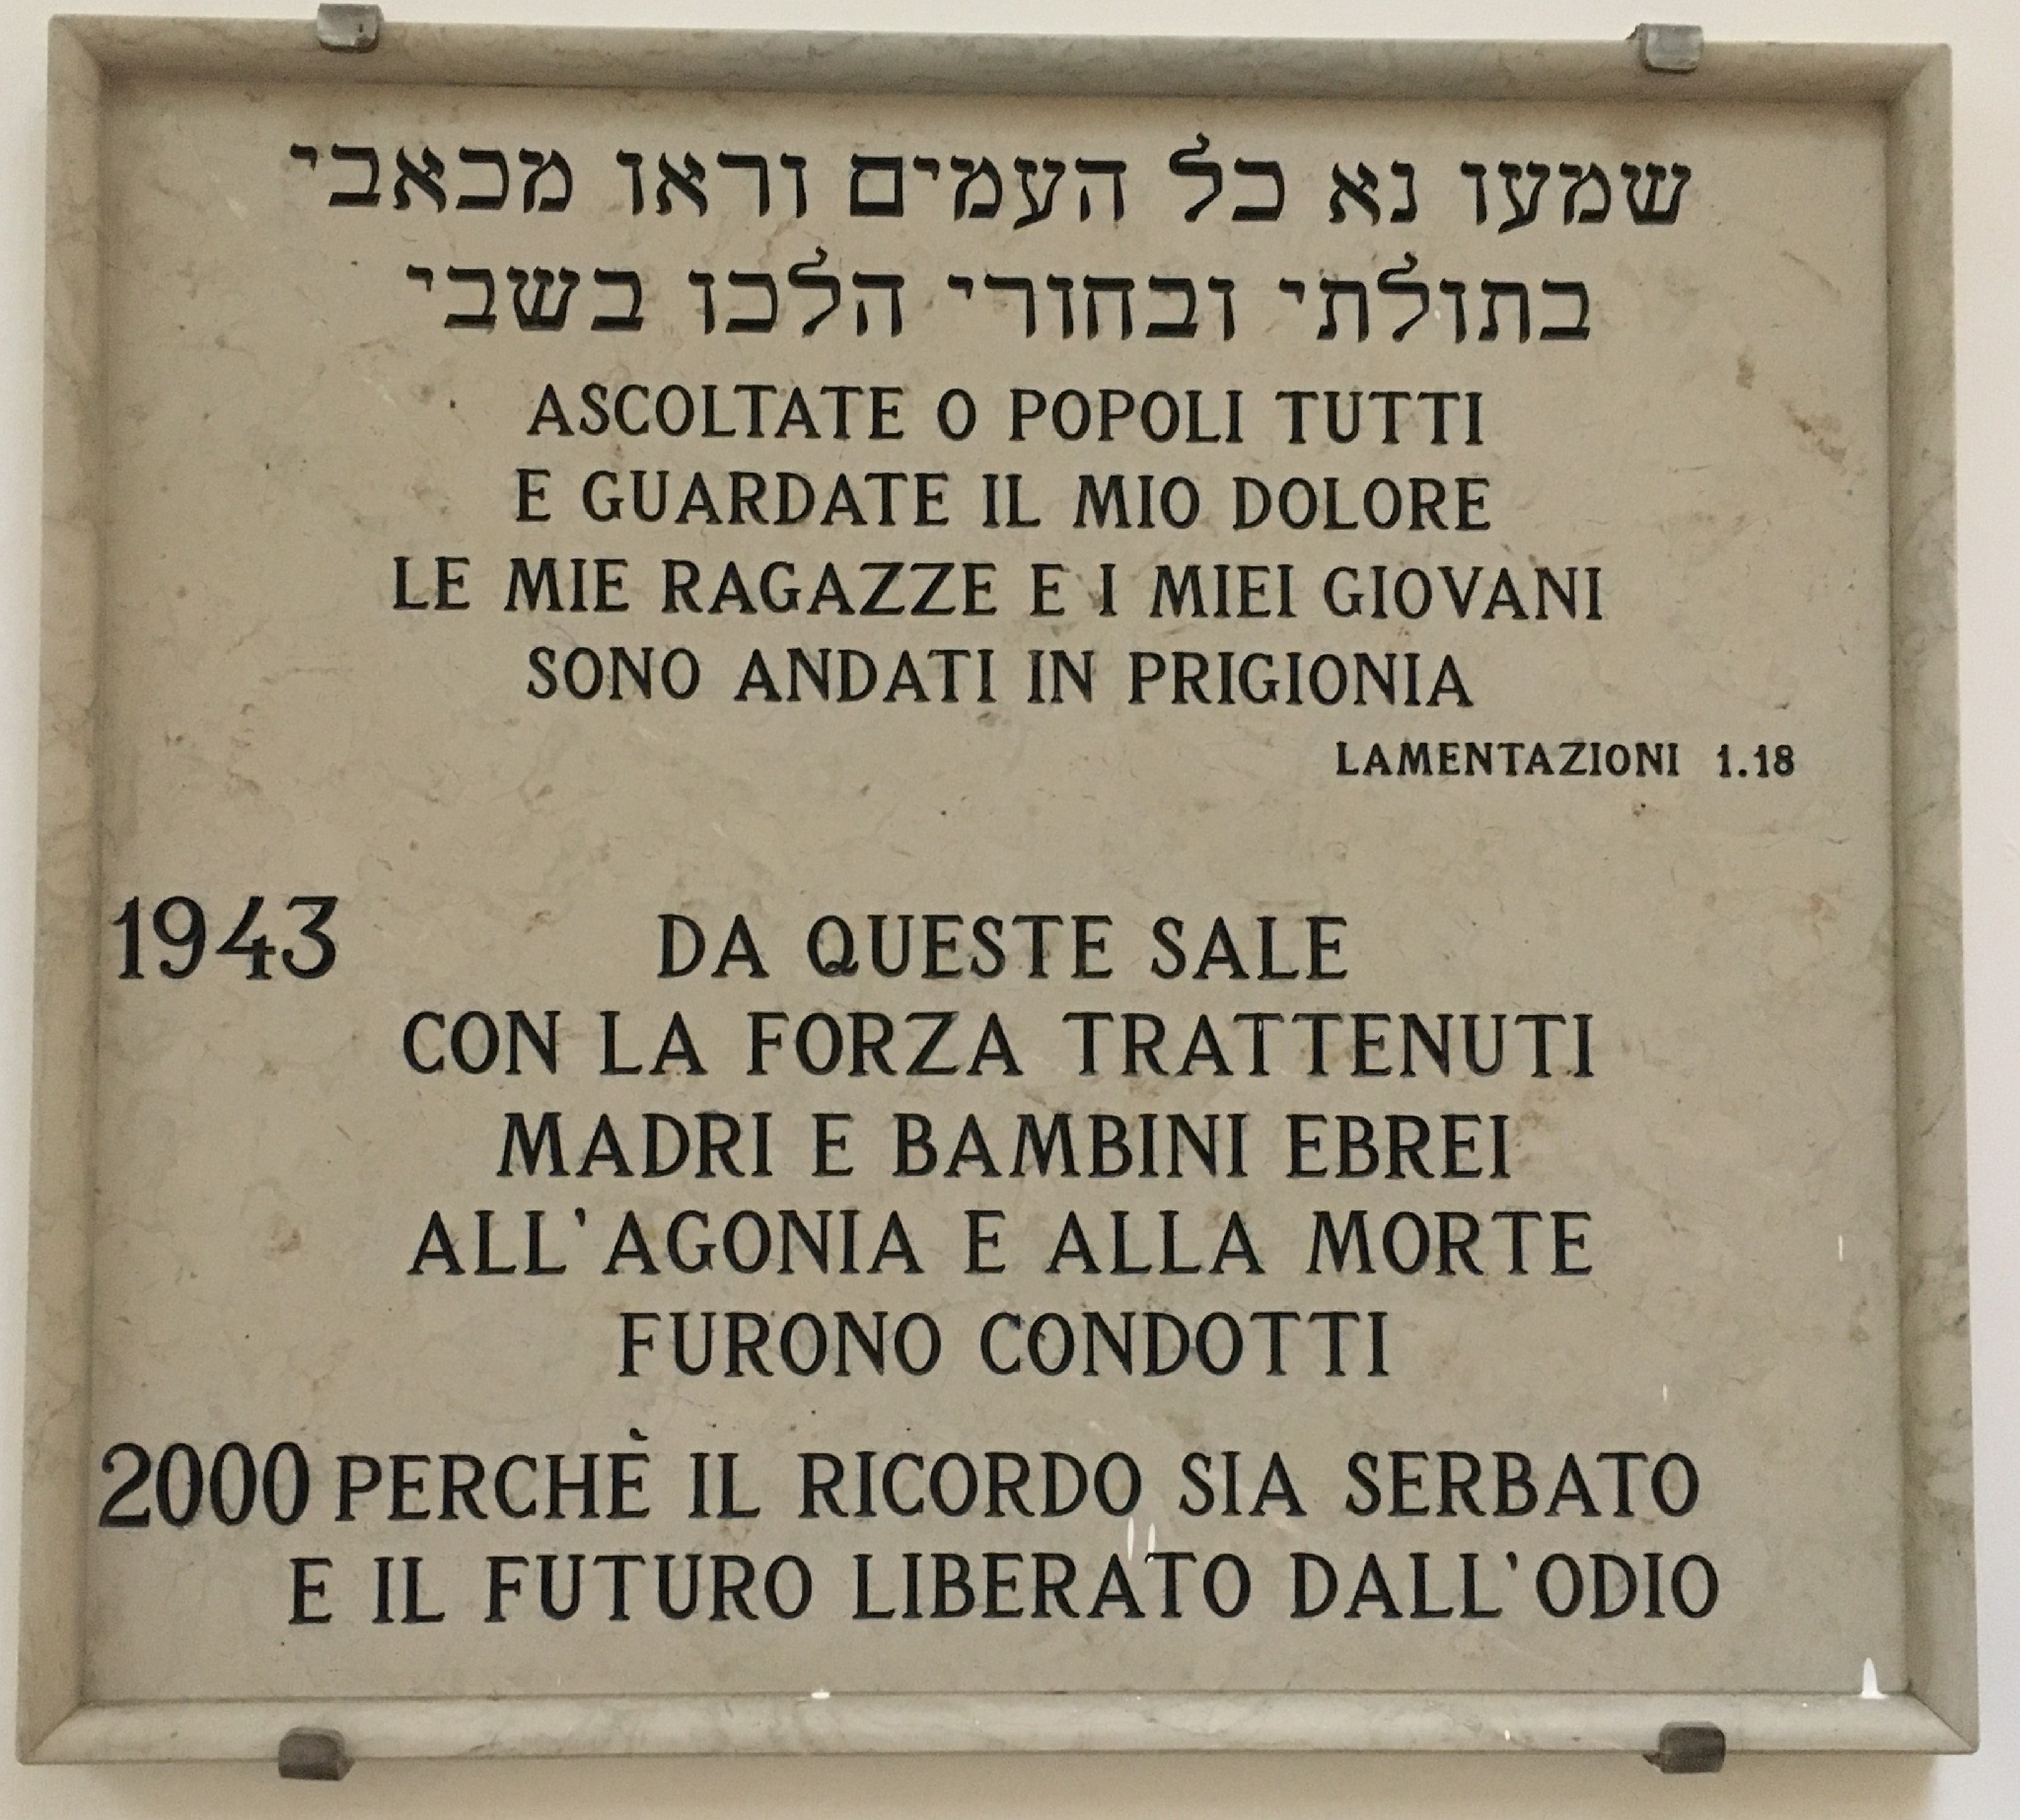 שמעו נא כל העמים וראו מכאבי
בתולתי ובחורי הלכו בשבי
ASCOLTATE O POPOLI TUTTI
E GUARDATE IL MIO DOLORE
LE MIE RAGAZZE E I MIEI GIOVANI
SONO ANDATI IN PRIGIONIA
LAMENTAZIONI 1.18
1943 DA QUESTE SALE
CON LA FORZA TRATTENUTI
MADRI E BAMBINI EBREI
ALL'AGONIA E ALLA MORTE
FURONO CONDOTTI
2000 PERCHÈ IL RICORDO SIA SERBATO
E IL FUTURO LIBERATO DALL'ODIO